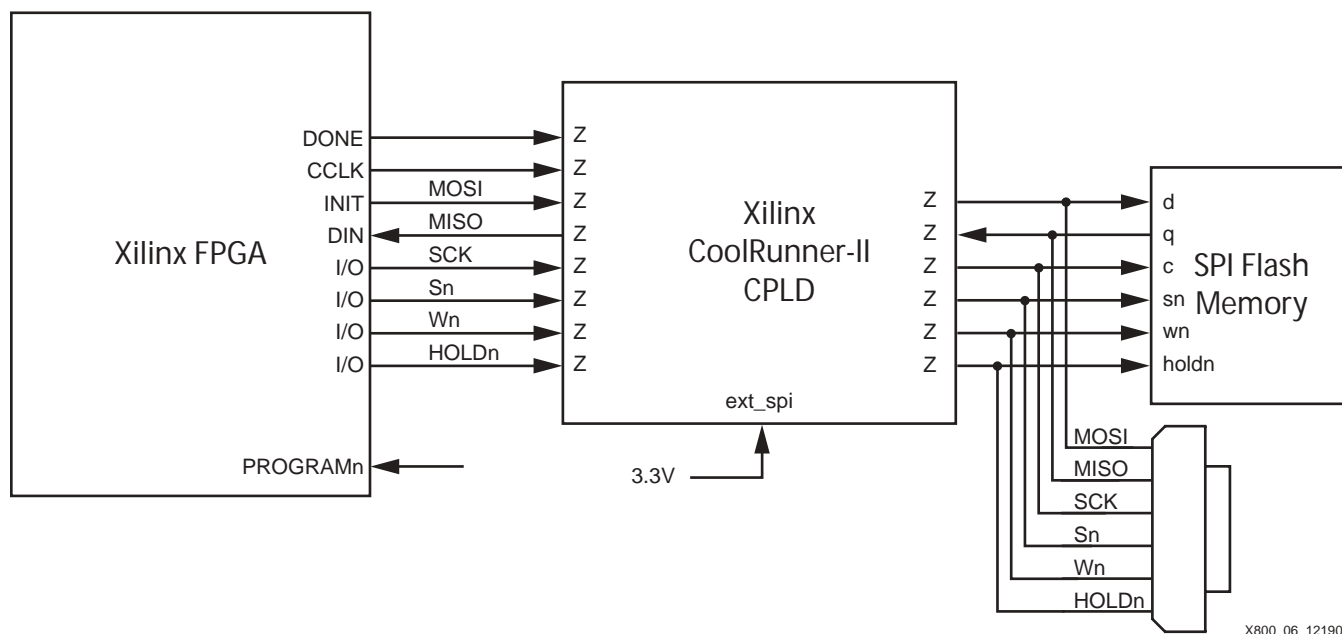 Xilinx FPGA
DONE
CCLK
INIT
DIN
I/O
I/O
I/O
I/O
PROGRAMn
MOSI
MISO
SCK
Sn
Wn
HOLDn
Z
Z
Z
Z
Z
Z
Z
Z
Xilinx
CoolRunner-II
CPLD
ext_spi
3.3V
Z
Z
Z
Z
Z
Z
d
q
c
sn
wn
holdn
SPI Flash
Memory
MOSI
MISO
SCK
Sn
Wn
HOLDn